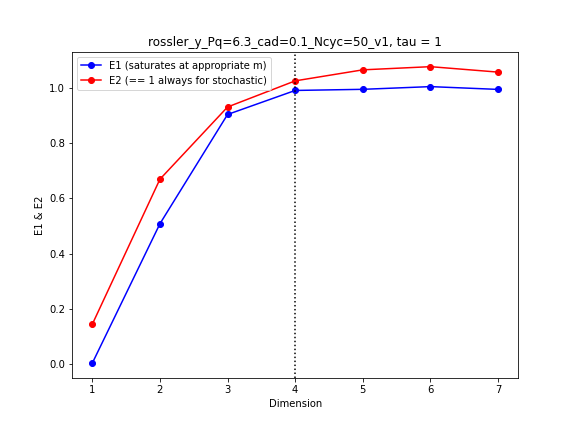 rossler_y_Pq=6.3_cad=0.1_Ncyc=50_v1, tau = 1
E1 (saturates at appropriate m)
E2 (== 1 always for stochastic)
1.0
0.8
0.6
0.4
0.2
0.0
E1 & E2
1 2 3 4 5 6 7
Dimension